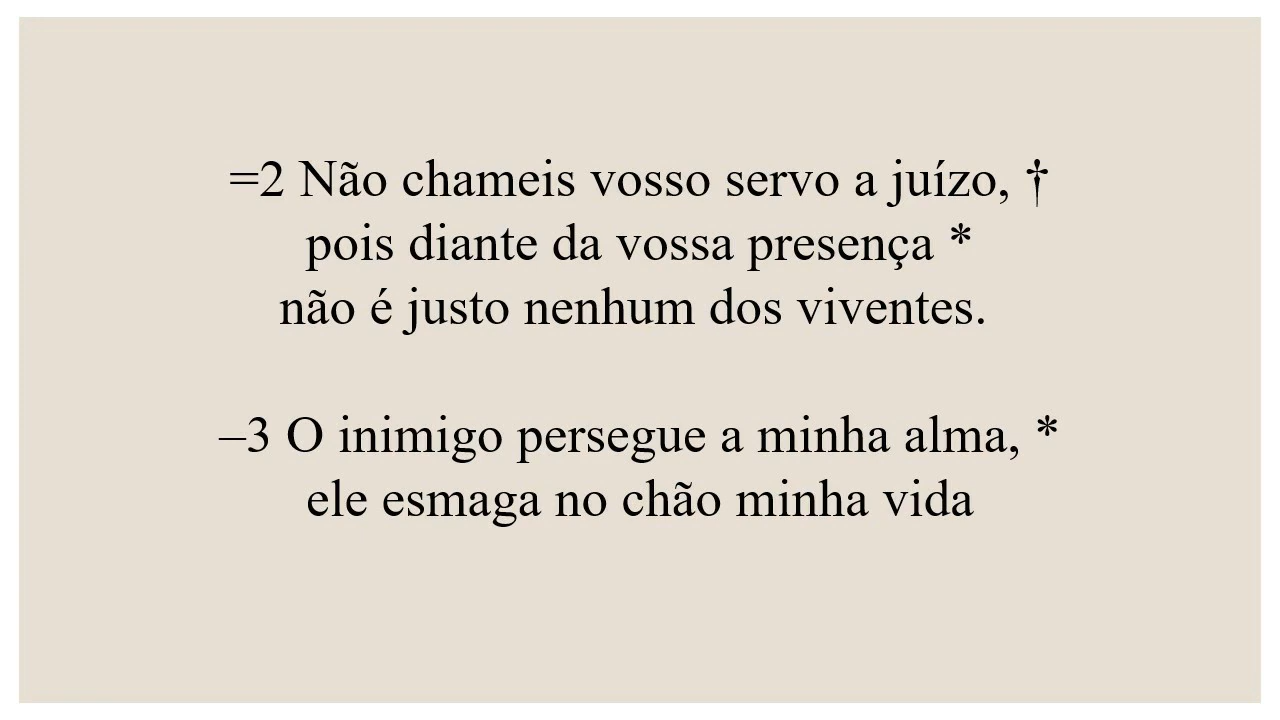 =2 Não chameis vosso servo a juízo, †
pois diante da vossa presença *
não é justo nenhum dos viventes.
–3 O inimigo persegue a minha alma, *
ele esmaga no chão minha vida